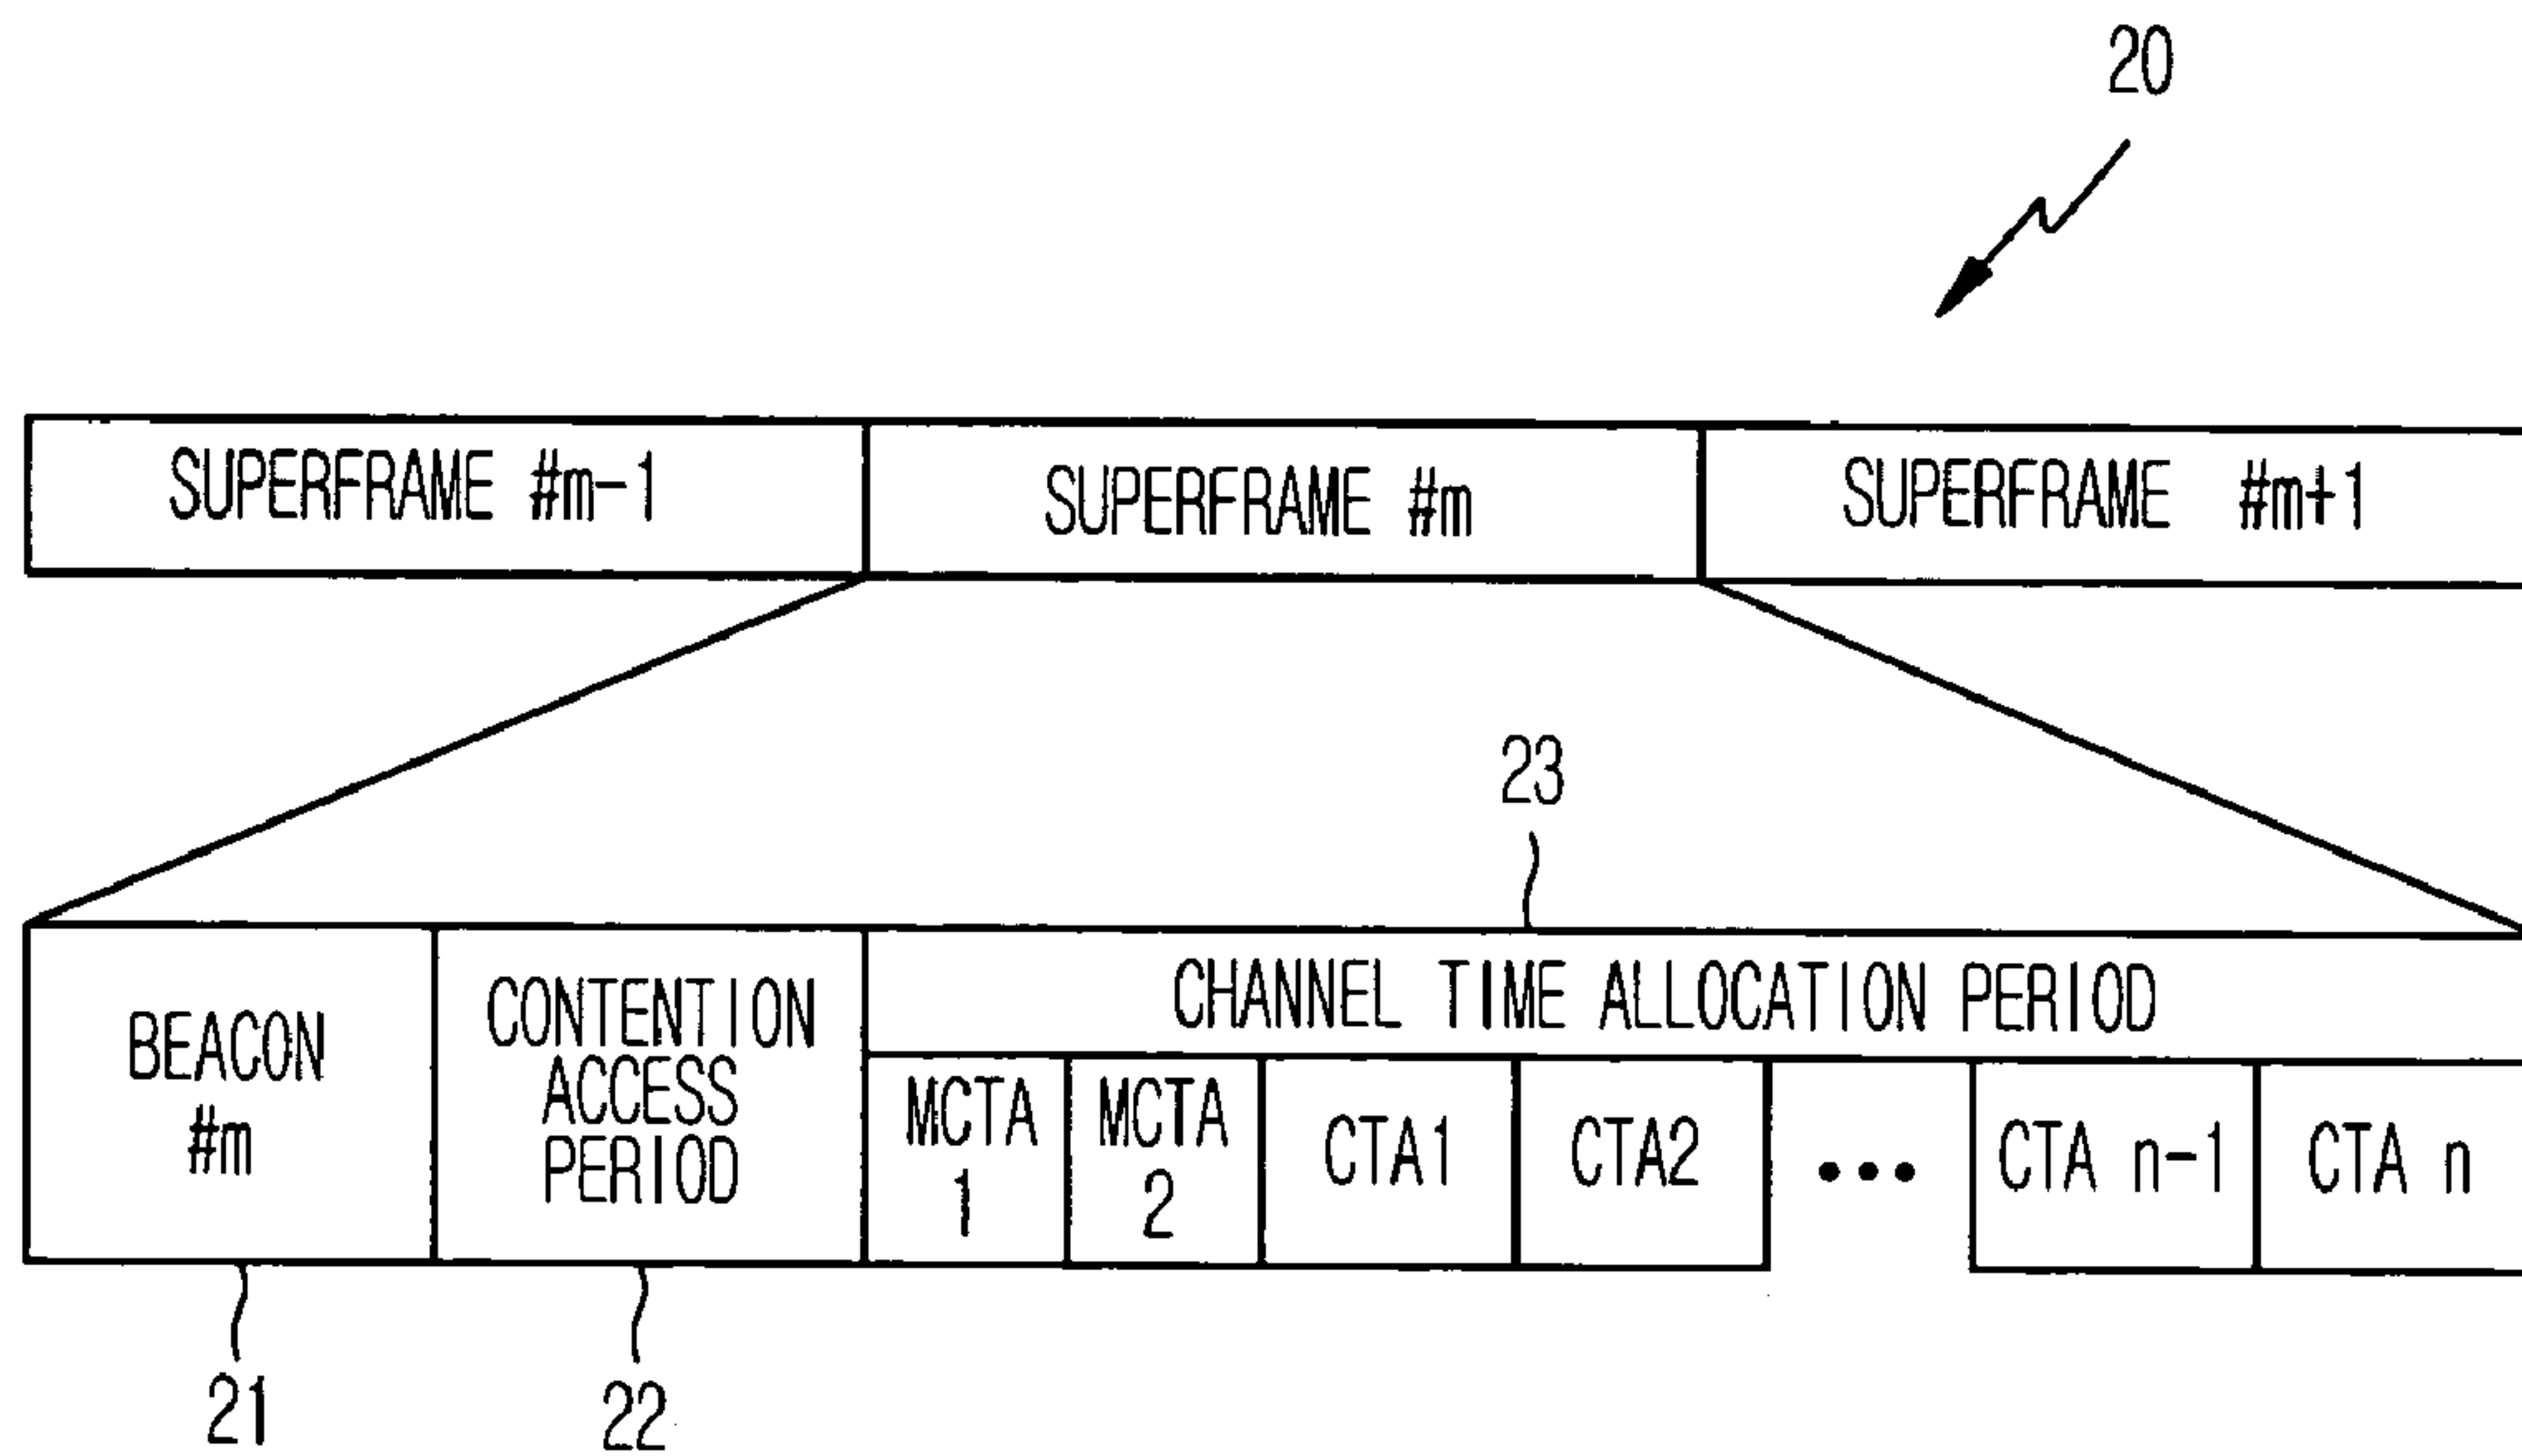 20
SUPERFRAME #m-1
SUPERFRAME #m
SUPERFRAME #m+1
23
BEACON
#m
CONTENTION
ACCESS
PERIOD
CHANNEL TIME ALLOCATION PERIOD
MCTA
1
MCTA
2
CTA1
CTA2
•••
CTA n-1
CTA n
21
22